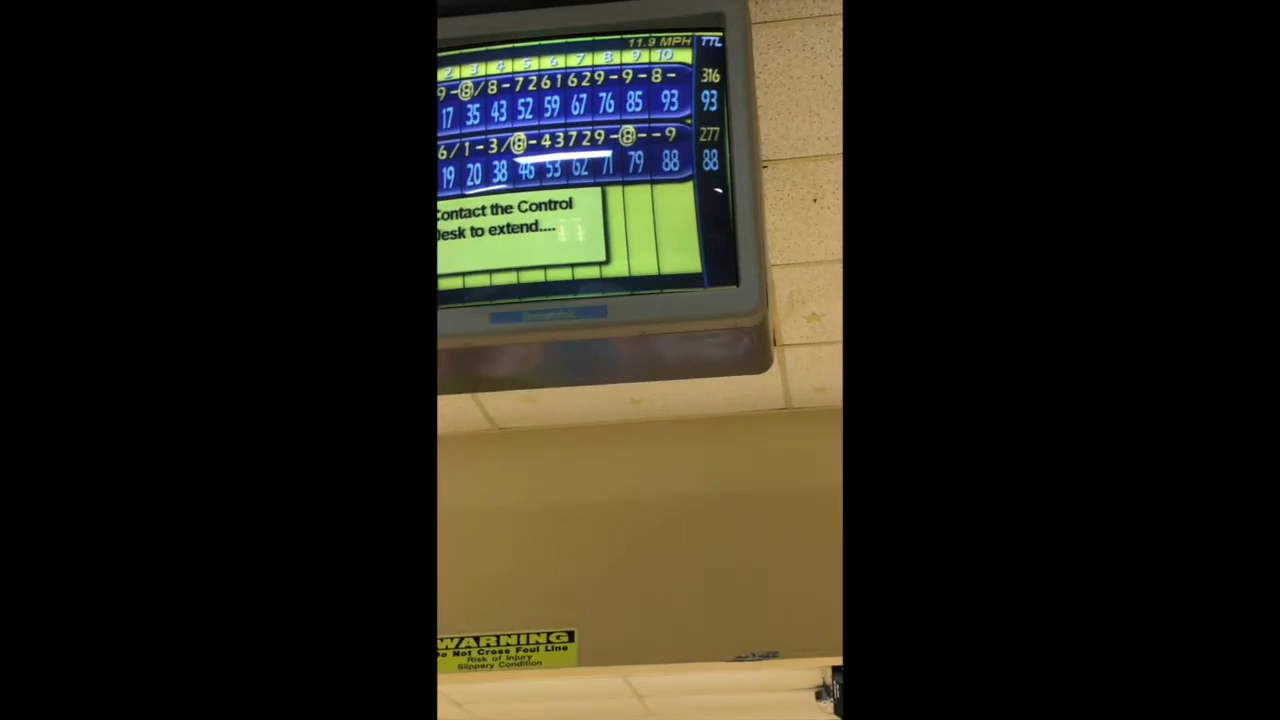 11.9 MPH TTL
2 3 4 5 6 7 8 9 10
9 - 8 / 8 - 7 2 6 1 6 2 9 - 9 - 8 - 316
17 35 43 52 59 67 76 85 93 93
6 / 1 - 3 / 8 - 4 3 7 2 9 - 8 - - 9 277
19 20 38 46 53 62 71 79 88 88
Contact the Control
Desk to extend....
WARNING
Do Not Cross Foul Line
Risk of Injury
Slippery Condition